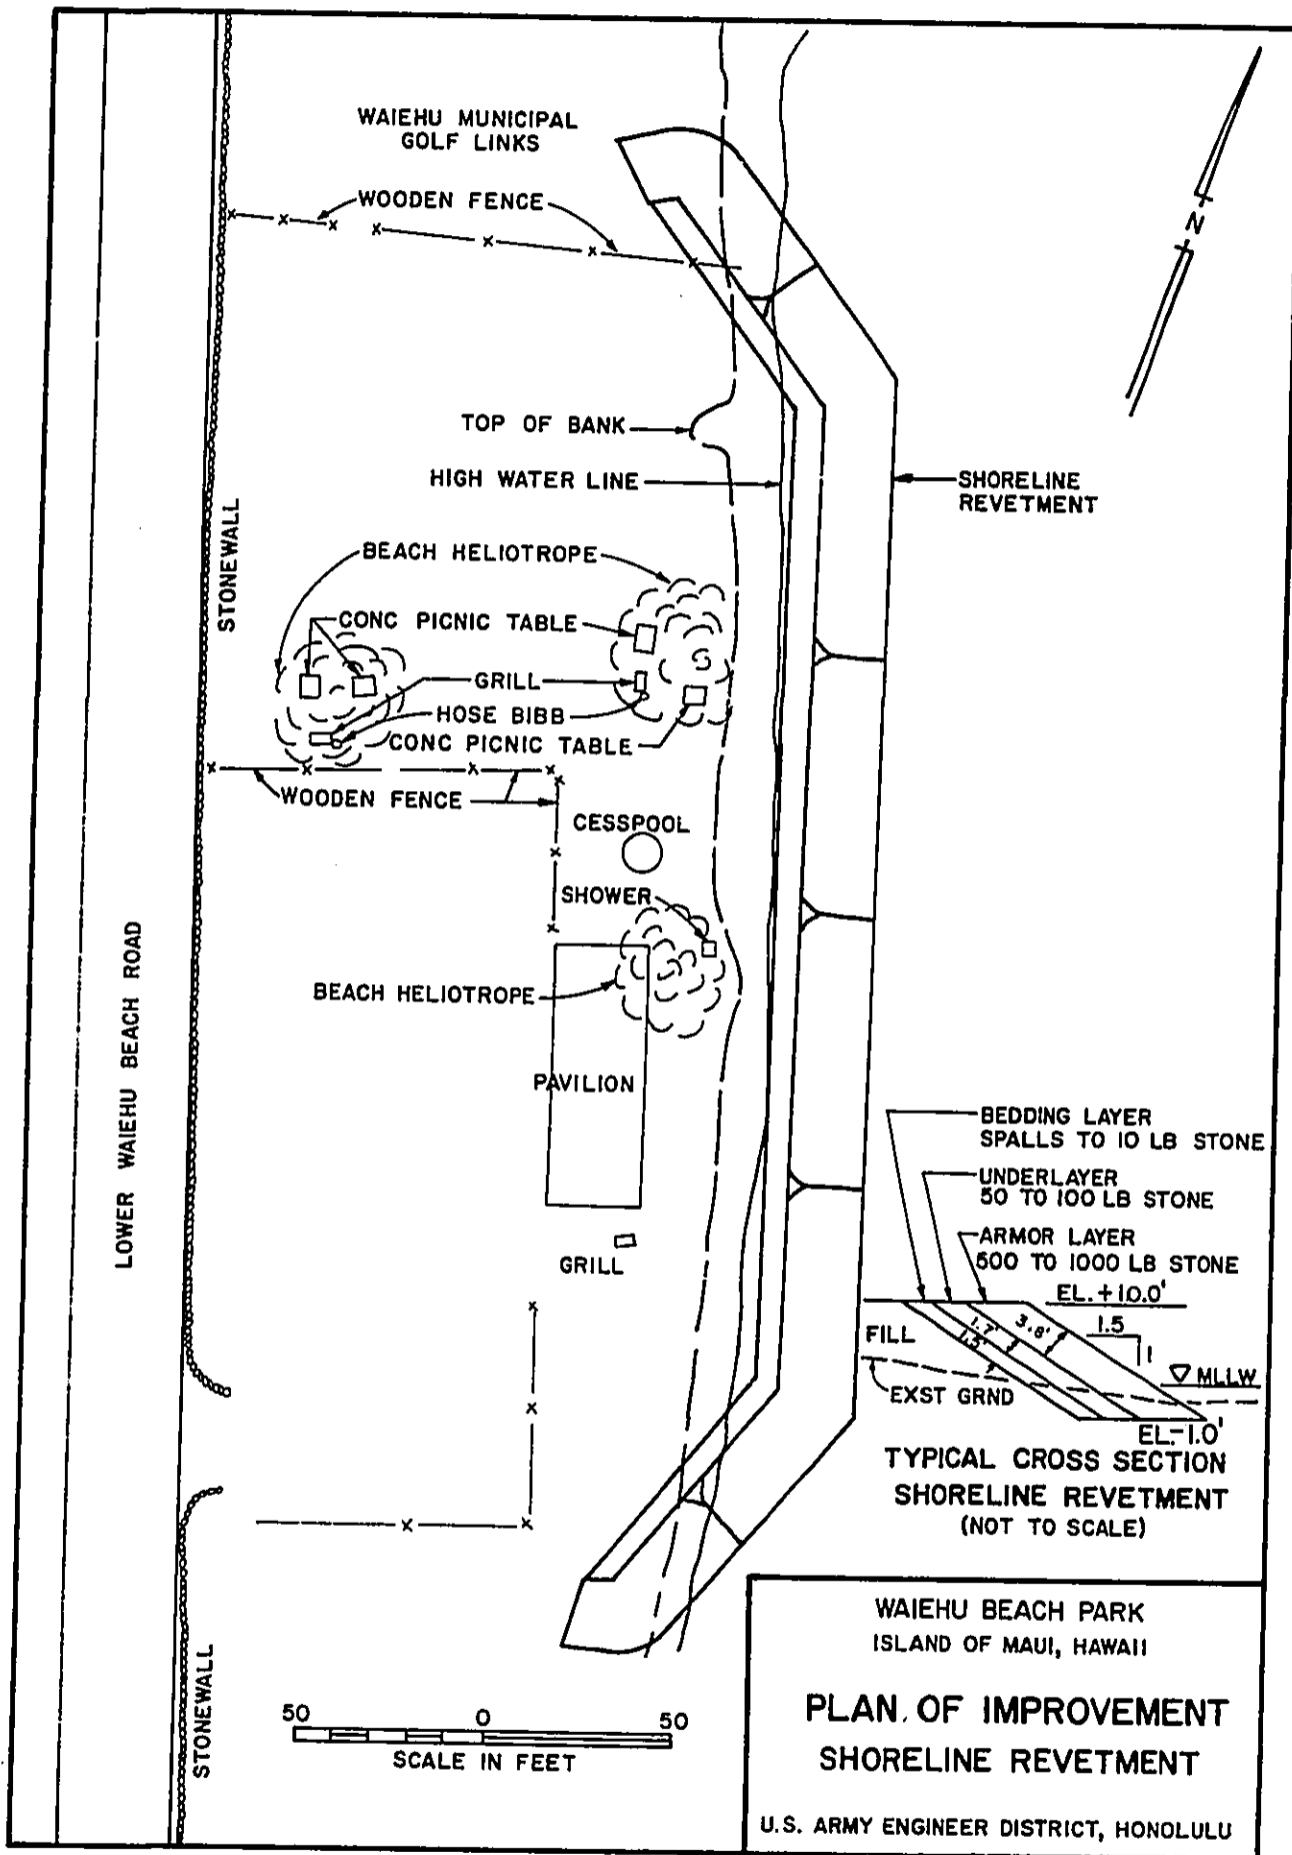 WAIEHU MUNICIPAL
GOLF LINKS
WOODEN FENCE
N
TOP OF BANK
HIGH WATER LINE
SHORELINE
REVETMENT
STONEWALL
BEACH HELIOTROPE
CONC PICNIC TABLE
GRILL
HOSE BIBB
CONC PICNIC TABLE
WOODEN FENCE
CESSPOOL
SHOWER
BEACH HELIOTROPE
LOWER WAIEHU BEACH ROAD
PAVILION
GRILL
BEDDING LAYER
SPALLS TO 10 LB STONE
UNDERLAYER
50 TO 100 LB STONE
ARMOR LAYER
500 TO 1000 LB STONE
EL. + 10.0'
FILL
1.5'
1.7'
3.8'
1.5
1
MLLW
EXST GRND
EL.-1.0'
TYPICAL CROSS SECTION
SHORELINE REVETMENT
(NOT TO SCALE)
STONEWALL
50 0 50
SCALE IN FEET
WAIEHU BEACH PARK
ISLAND OF MAUI, HAWAII
PLAN OF IMPROVEMENT
SHORELINE REVETMENT
U.S. ARMY ENGINEER DISTRICT, HONOLULU